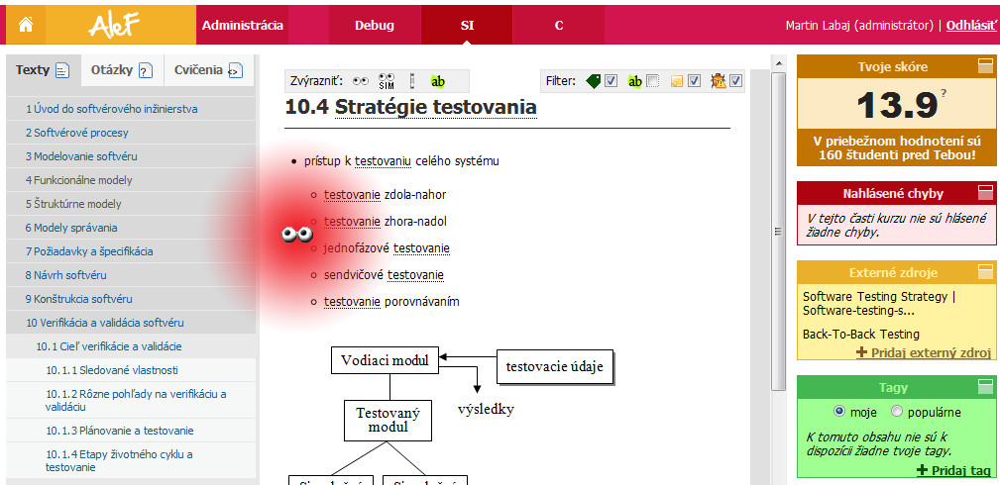 AleF
Administrácia
Debug
SI
C
Martin Labaj (administrátor) | Odhlásiť
Texty
Otázky
?
Cvičenia
<>
1 Úvod do softvérového inžinierstva
2 Softvérové procesy
3 Modelovanie softvéru
4 Funkcionálne modely
5 Štruktúrne modely
6 Modely správania
7 Požiadavky a špecifikácia
8 Návrh softvéru
9 Konštrukcia softvéru
10 Verifikácia a validácia softvéru
10.1 Cieľ verifikácie a validácie
10.1.1 Sledované vlastnosti
10.1.2 Rôzne pohľady na verifikáciu a
validáciu
10.1.3 Plánovanie a testovanie
10.1.4 Etapy životného cyklu a
testovanie
Zvýrazniť:
SIM
ab
Filter:
ab
10.4 Stratégie testovania
prístup k testovaniu celého systému
testovanie zdola-nahor
testovanie zhora-nadol
jednofázové testovanie
sendvičové testovanie
testovanie porovnávaním
Vodiaci modul
testovacie údaje
výsledky
Testovaný
modul
Tvoje skóre
13.9?
V priebežnom hodnotení sú
160 študenti pred Tebou!
Nahlásené chyby
V tejto časti kurzu nie sú hlásené
žiadne chyby.
Externé zdroje
Software Testing Strategy |
Software-testing-s...
Back-To-Back Testing
Pridaj externý zdroj
Tagy
moje
populárne
K tomuto obsahu nie sú k
dispozícii žiadne tvoje tagy.
Pridaj tag